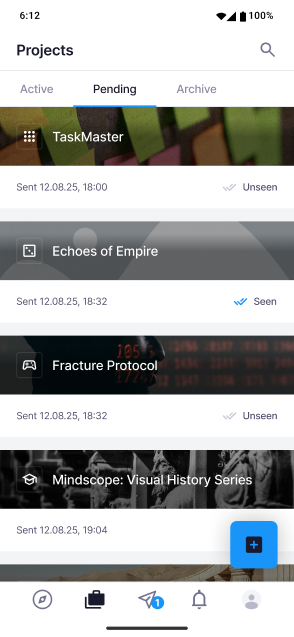 6:12
100%
Projects
Active
Pending
Archive
TaskMaster
Sent 12.08.25, 18:00
Unseen
Echoes of Empire
Sent 12.08.25, 18:32
Seen
Fracture Protocol
Sent 12.08.25, 18:32
Unseen
Mindscope: Visual History Series
Sent 12.08.25, 19:04
1